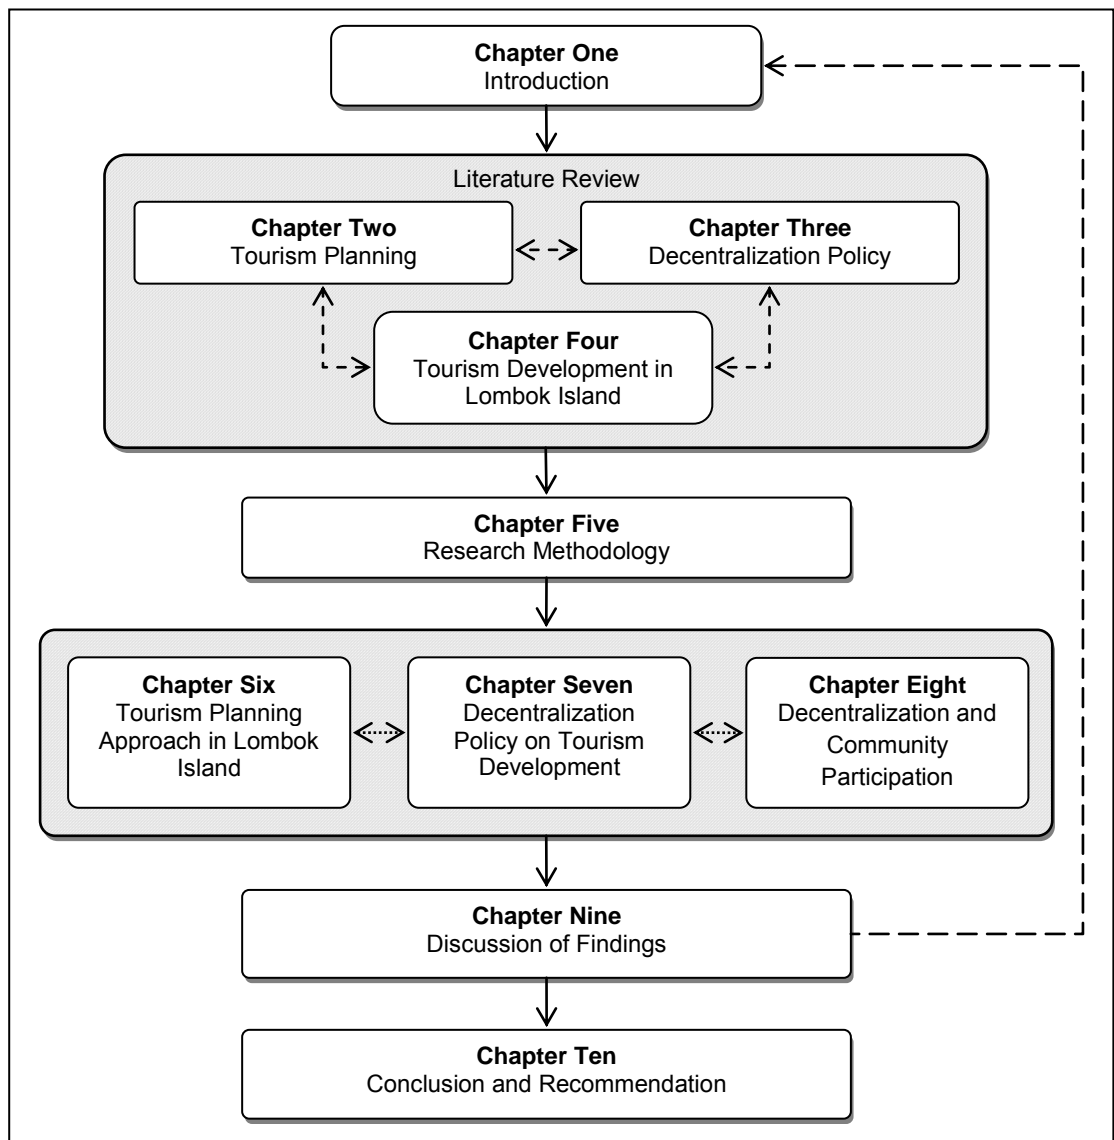 Chapter One
Introduction
Literature Review
Chapter Two
Tourism Planning
Chapter Three
Decentralization Policy
Chapter Four
Tourism Development in
Lombok Island
Chapter Five
Research Methodology
Chapter Six
Tourism Planning
Approach in Lombok
Island
Chapter Seven
Decentralization
Policy on Tourism
Development
Chapter Eight
Decentralization and
Community
Participation
Chapter Nine
Discussion of Findings
Chapter Ten
Conclusion and Recommendation